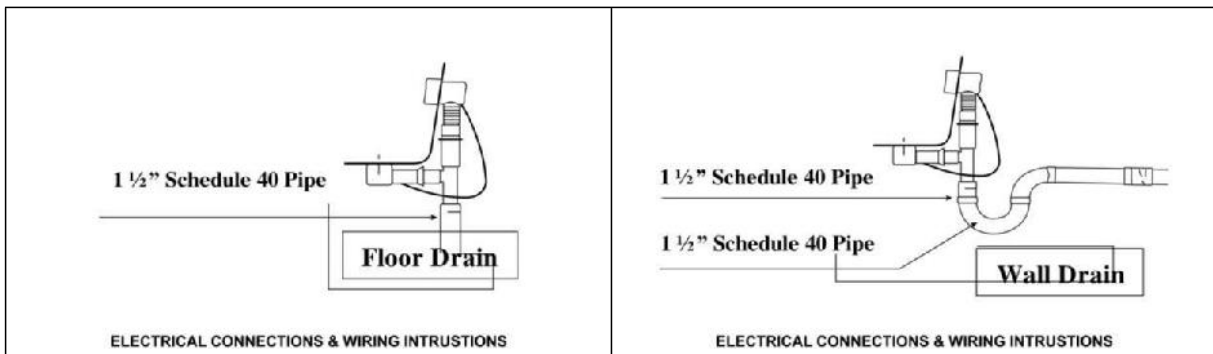 1 ½” Schedule 40 Pipe
Floor Drain
ELECTRICAL CONNECTIONS & WIRING INTRUSTIONS
1 ½” Schedule 40 Pipe
1 ½” Schedule 40 Pipe
Wall Drain
ELECTRICAL CONNECTIONS & WIRING INTRUSTIONS